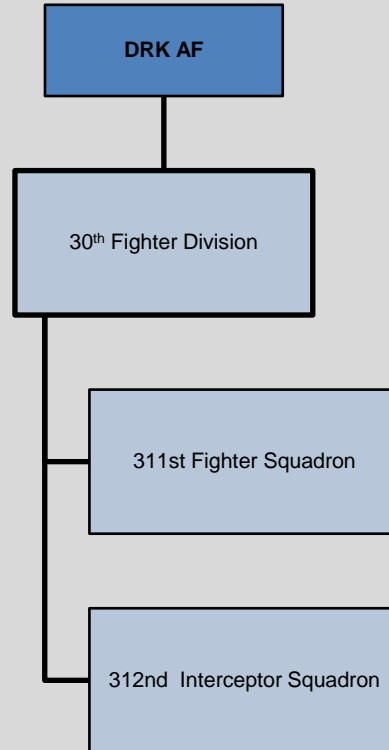 DRK AF
30th Fighter Division
311st Fighter Squadron
312nd  Interceptor Squadron